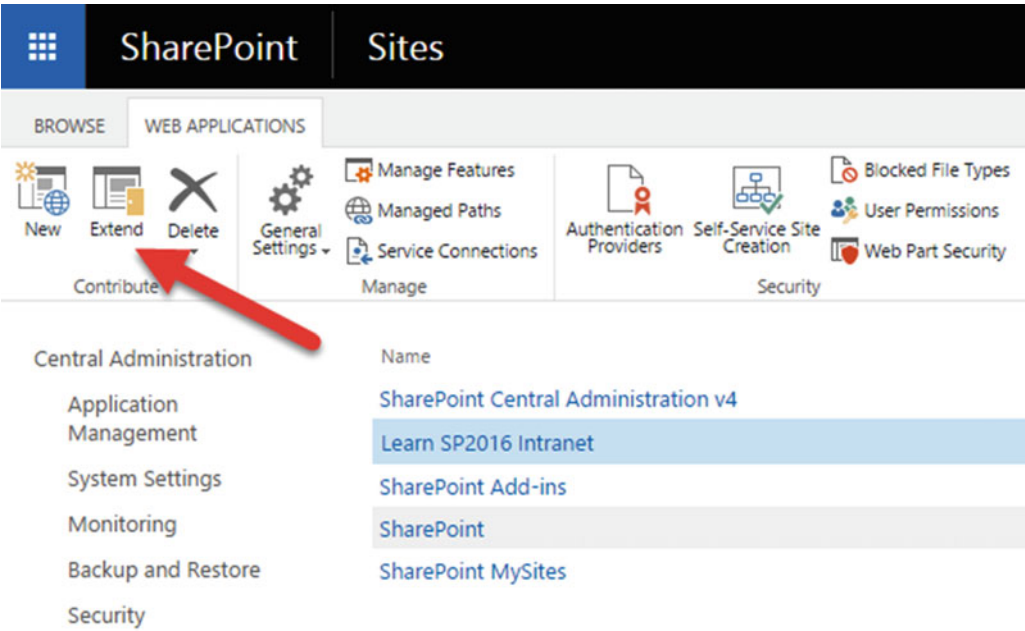 SharePoint Sites
BROWSE WEB APPLICATIONS
New
Extend
Delete
Contribute
General
Settings
Manage Features
Managed Paths
Service Connections
Manage
Authentication
Providers
Self-Service Site
Creation
Blocked File Types
User Permissions
Web Part Security
Security
Central Administration
Application
Management
System Settings
Monitoring
Backup and Restore
Security
Name
SharePoint Central Administration v4
Learn SP2016 Intranet
SharePoint Add-ins
SharePoint
SharePoint MySites